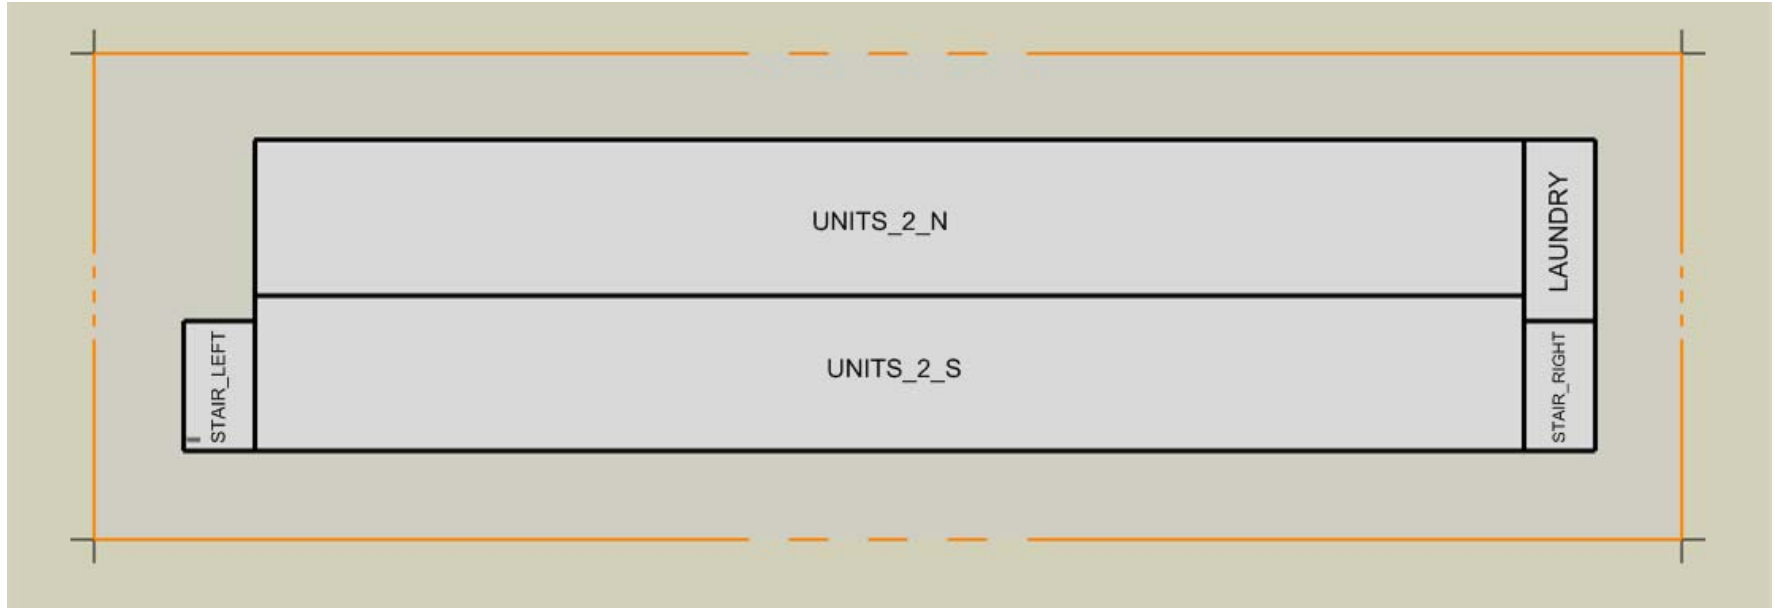 UNITS_2_N
LAUNDRY
UNITS_2_S
STAIR_LEFT
STAIR_RIGHT